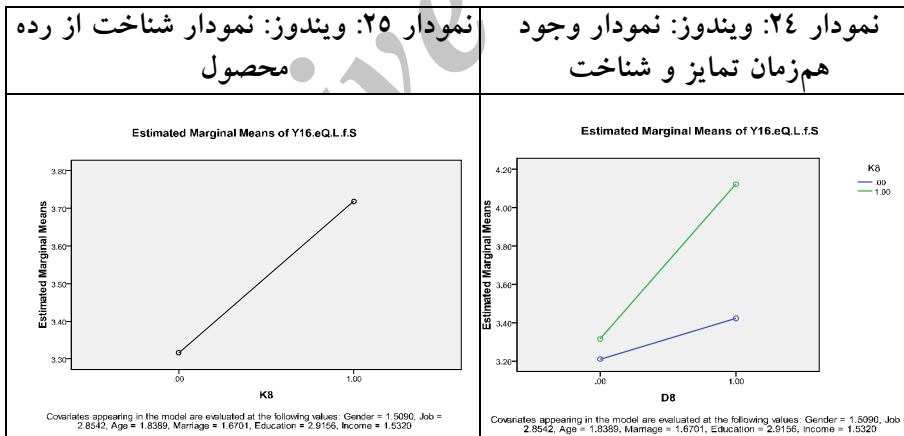 نمودار ۲٤: ویندوز: نمودار وجود
هم‌زمان تمایز و شناخت
نمودار ۲٥: ویندوز: نمودار شناخت از رده
محصول
Estimated Marginal Means of Y16.eQ.L.f.S
Estimated Marginal Means
4.20
4.00
3.80
3.60
3.40
3.20
.00
1.00
D8
K8
.00
1.00
Covariates appearing in the model are evaluated at the following values: Gender = 1.5090, Job =
2.8542, Age = 1.8389, Marriage = 1.6701, Education = 2.9156, Income = 1.5320
Estimated Marginal Means of Y16.eQ.L.f.S
Estimated Marginal Means
3.80
3.70
3.60
3.50
3.40
3.30
.00
1.00
K8
Covariates appearing in the model are evaluated at the following values: Gender = 1.5090, Job =
2.8542, Age = 1.8389, Marriage = 1.6701, Education = 2.9156, Income = 1.5320
ive